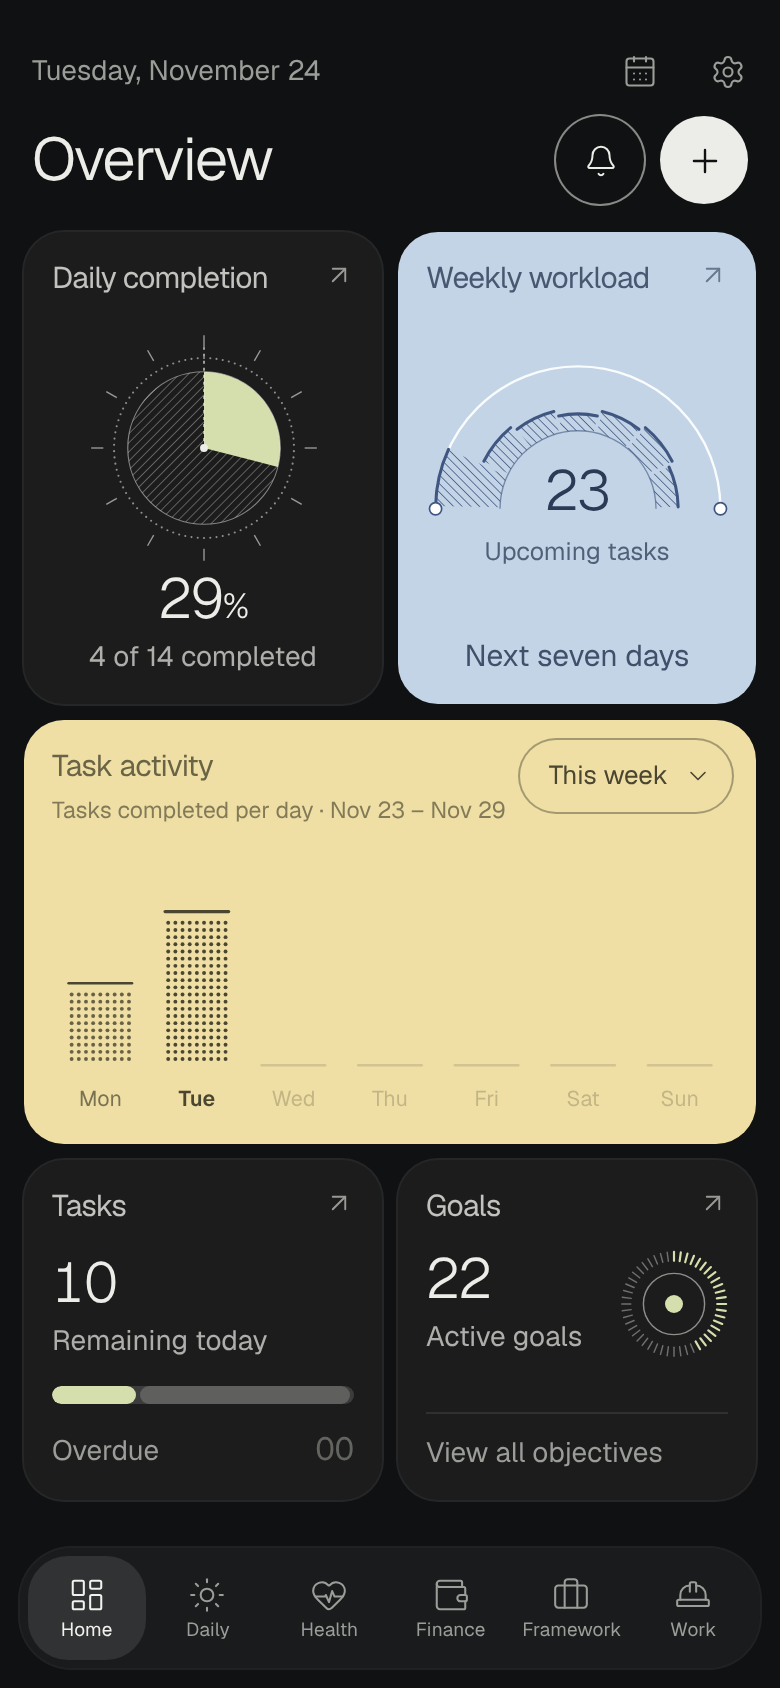 Tuesday, November 24
Overview
Daily completion
29%
4 of 14 completed
Weekly workload
23
Upcoming tasks
Next seven days
Task activity
Tasks completed per day · Nov 23 – Nov 29
This week
Mon Tue Wed Thu Fri Sat Sun
Tasks
10
Remaining today
Overdue 00
Goals
22
Active goals
View all objectives
Home Daily Health Finance Framework Work